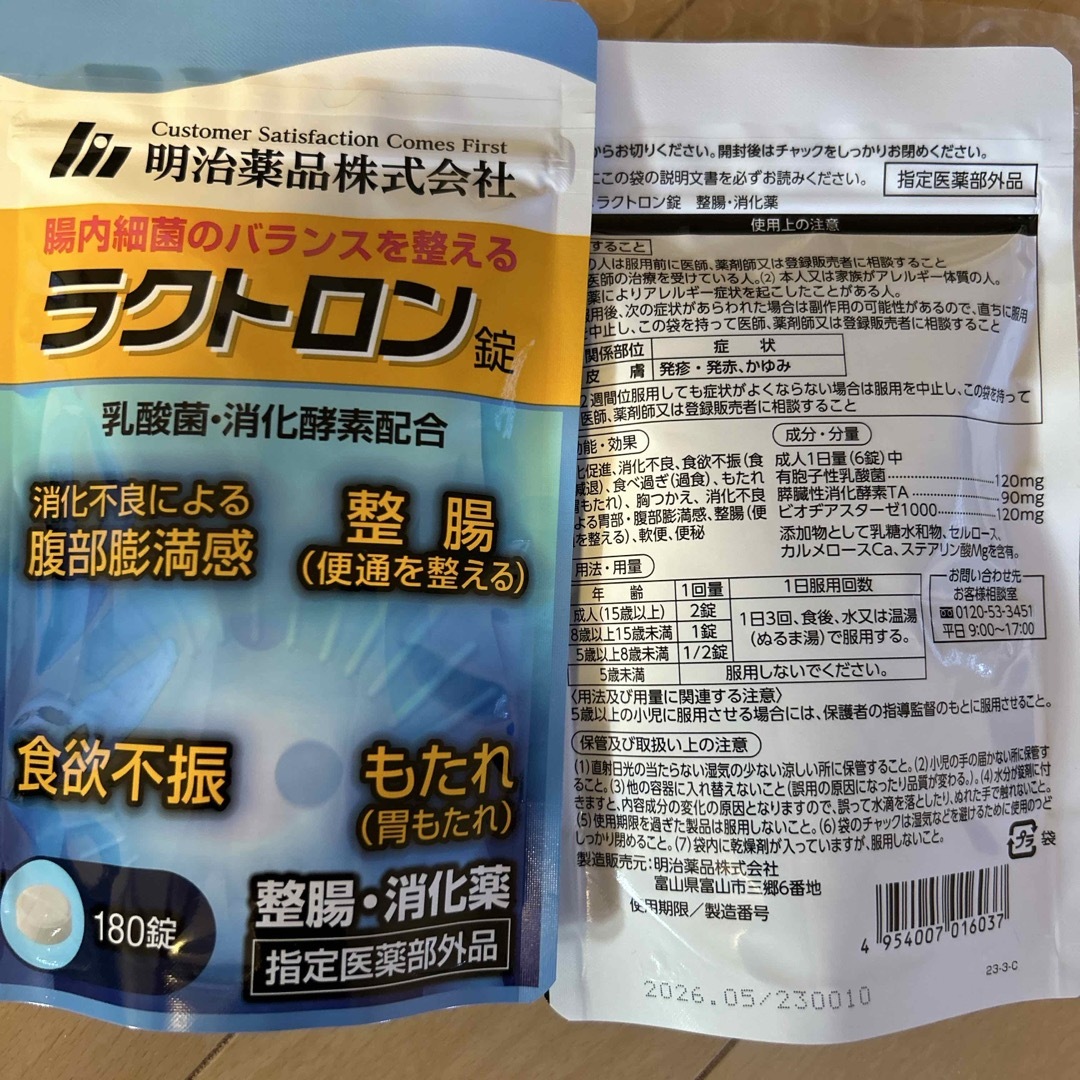 Customer Satisfaction Comes First
明治薬品株式会社
腸内細菌のバランスを整える
ラクトロン錠
乳酸菌・消化酵素配合
消化不良による
腹部膨満感
整腸
(便通を整える)
食欲不振
もたれ
(胃もたれ)
180錠
整腸・消化薬
指定医薬部外品
からお切りください。開封後はチャックをしっかりお閉めください。
にこの袋の説明文書を必ずお読みください。
指定医薬部外品
ラクトロン錠 整腸・消化薬
使用上の注意
すること
の人は服用前に医師、薬剤師又は登録販売者に相談すること
医師の治療を受けている人。(2) 本人又は家族がアレルギー体質の人。
薬によりアレルギー症状を起こしたことがある人。
用後、次の症状があらわれた場合は副作用の可能性があるので、直ちに服用
中止し、この袋を持って医師、薬剤師又は登録販売者に相談すること
関係部位 症状
皮膚 発疹・発赤、かゆみ
2週間位服用しても症状がよくならない場合は服用を中止し、この袋を持って
医師、薬剤師又は登録販売者に相談すること
能・効果
化促進、消化不良、食欲不振(食
減退)、食べ過ぎ(過食)、もたれ
胃もたれ)、胸つかえ、消化不良
よる胃部・腹部膨満感、整腸(便
を整える)、軟便、便秘
成分・分量
成人1日量(6錠)中
有胞子性乳酸菌 120mg
膵臓性消化酵素TA 90mg
ビオヂアスターゼ1000 120mg
添加物として乳糖水和物、セルロース、
カルメロースCa、ステアリン酸Mgを含有。
用法・用量
年齢 1回量 1日服用回数
成人(15歳以上) 2錠 1日3回、食後、水又は温湯
8歳以上15歳未満 1錠 (ぬるま湯)で服用する。
5歳以上8歳未満 1/2錠
5歳未満 服用しないでください。
お問い合わせ先
お客様相談室
0120-53-3451
平日 9:00~17:00
〈用法及び用量に関連する注意〉
5歳以上の小児に服用させる場合には、保護者の指導監督のもとに服用させること。
保管及び取扱い上の注意
(1)直射日光の当たらない湿気の少ない涼しい所に保管すること。(2)小児の手の届かない所に保管す
ること。(3)他の容器に入れ替えないこと(誤用の原因になったり品質が変わる。)。(4)水分が錠剤に付
きますと、内容成分の変化の原因となりますので、誤って水滴を落としたり、ぬれた手で触れないこと。
(5)使用期限を過ぎた製品は服用しないこと。(6)袋のチャックは湿気などを避けるために使用のつど
しっかり閉めること。(7)袋内に乾燥剤が入っていますが、服用しないこと。
製造販売元:明治薬品株式会社
富山県富山市三郷6番地
プラ 袋
使用期限/製造番号
4 954007 016037
23-3-C
2026.05/230010